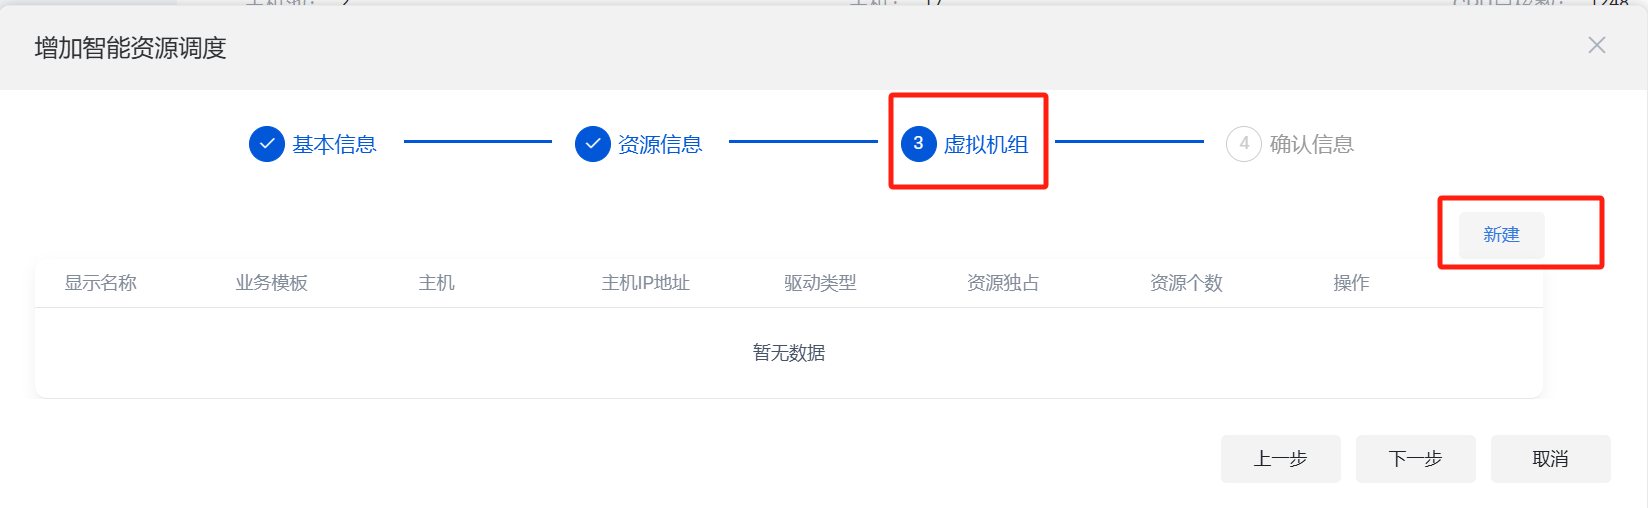 增加智能资源调度
基本信息 资源信息 3 虚拟机组 4 确认信息
新建
显示名称 业务模板 主机 主机IP地址 驱动类型 资源独占 资源个数 操作
暂无数据
上一步 下一步 取消